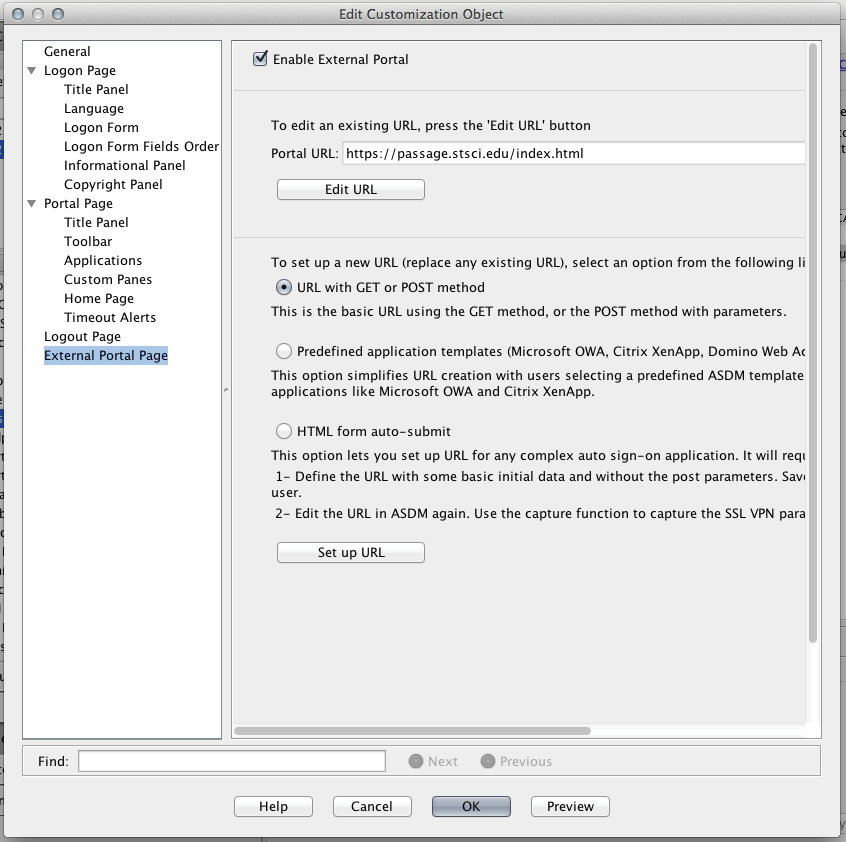 Edit Customization Object
General
Logon Page
Title Panel
Language
Logon Form
Logon Form Fields Order
Informational Panel
Copyright Panel
Portal Page
Title Panel
Toolbar
Applications
Custom Panes
Home Page
Timeout Alerts
Logout Page
External Portal Page
Enable External Portal
To edit an existing URL, press the 'Edit URL' button
Portal URL: https://passage.stsci.edu/index.html
Edit URL
To set up a new URL (replace any existing URL), select an option from the following li
URL with GET or POST method
This is the basic URL using the GET method, or the POST method with parameters.
Predefined application templates (Microsoft OWA, Citrix XenApp, Domino Web Ac
This option simplifies URL creation with users selecting a predefined ASDM template
applications like Microsoft OWA and Citrix XenApp.
HTML form auto-submit
This option lets you set up URL for any complex auto sign-on application. It will requ
1- Define the URL with some basic initial data and without the post parameters. Save
user.
2- Edit the URL in ASDM again. Use the capture function to capture the SSL VPN para
Set up URL
Find:
Next
Previous
Help
Cancel
OK
Preview